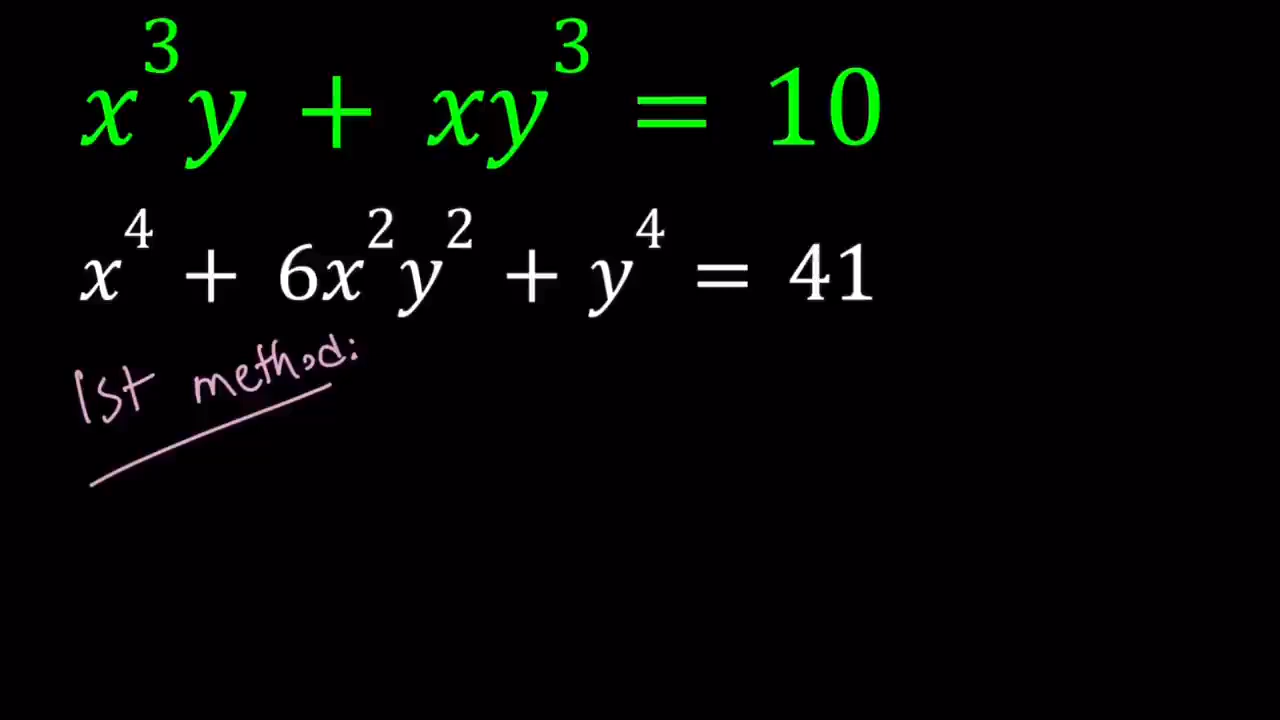 x³y + xy³ = 10
x⁴ + 6x²y² + y⁴ = 41
1st method: